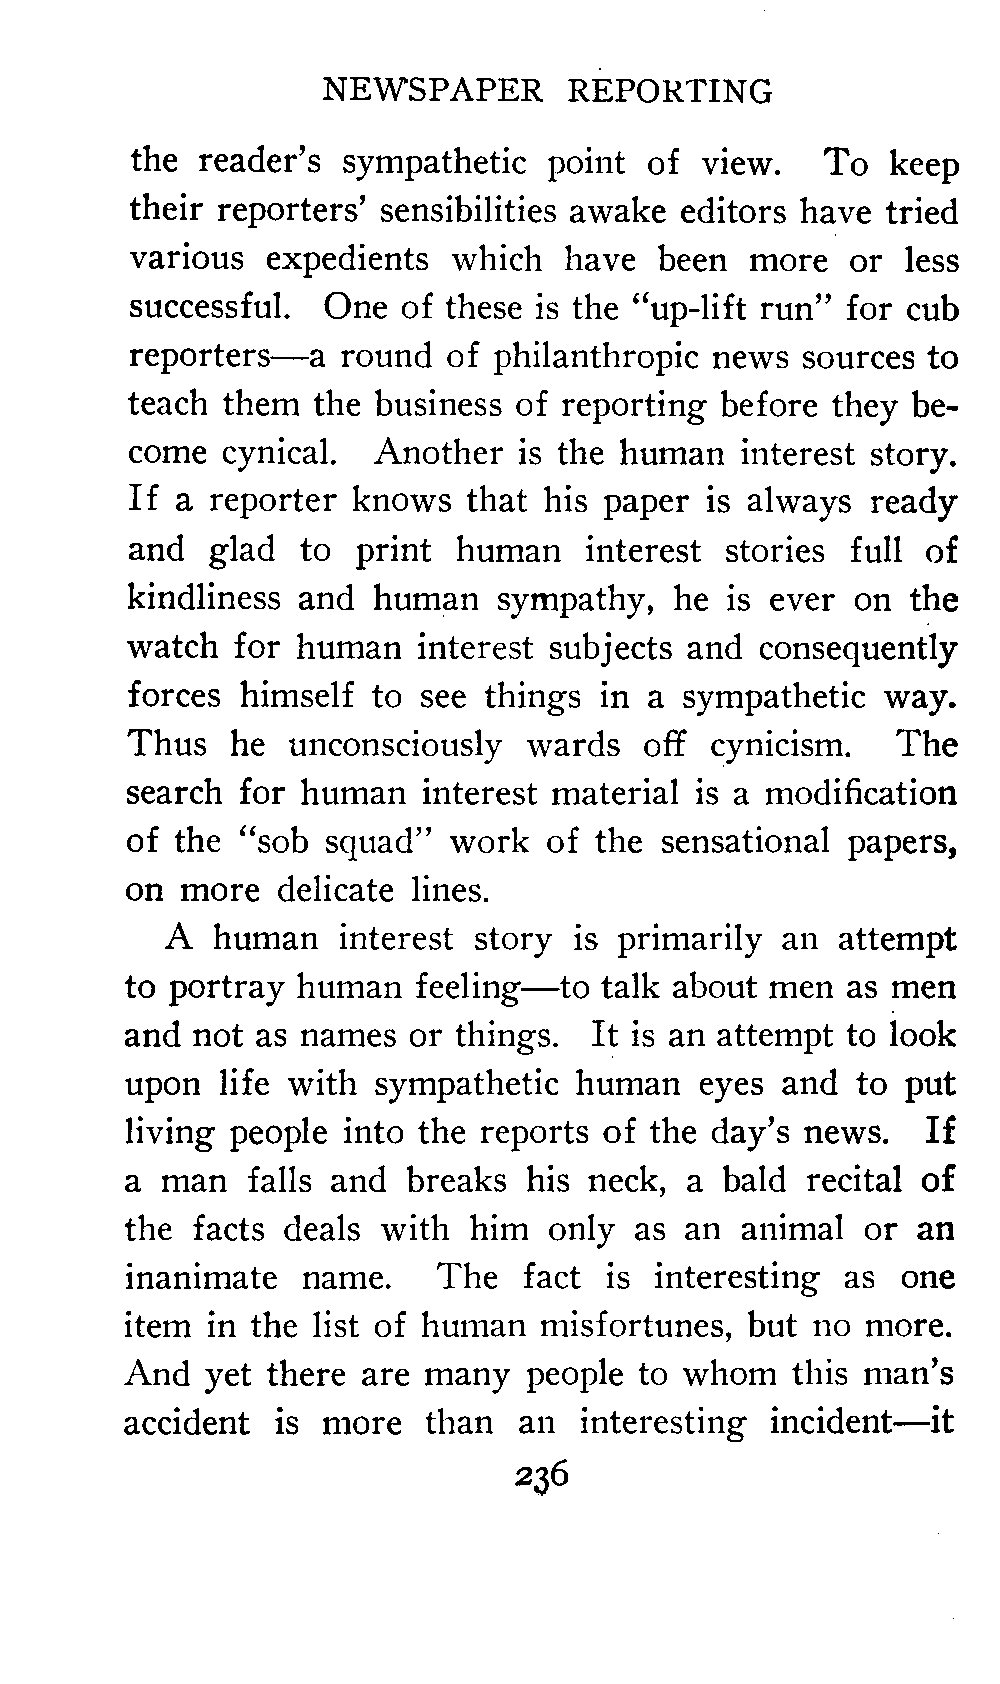 NEWSPAPER REPORTING
the reader's sympathetic point of view. To keep
their reporters' sensibilities awake editors have tried
various expedients which have been more or less
successful. One of these is the “up-lift run” for cub
reporters—a round of philanthropic news sources to
teach them the business of reporting before they be-
come cynical. Another is the human interest story.
If a reporter knows that his paper is always ready
and glad to print human interest stories full of
kindliness and human sympathy, he is ever on the
watch for human interest subjects and consequently
forces himself to see things in a sympathetic way.
Thus he unconsciously wards off cynicism. The
search for human interest material is a modification
of the “sob squad” work of the sensational papers,
on more delicate lines.
A human interest story is primarily an attempt
to portray human feeling—to talk about men as men
and not as names or things. It is an attempt to look
upon life with sympathetic human eyes and to put
living people into the reports of the day's news. If
a man falls and breaks his neck, a bald recital of
the facts deals with him only as an animal or an
inanimate name. The fact is interesting as one
item in the list of human misfortunes, but no more.
And yet there are many people to whom this man's
accident is more than an interesting incident—it
236